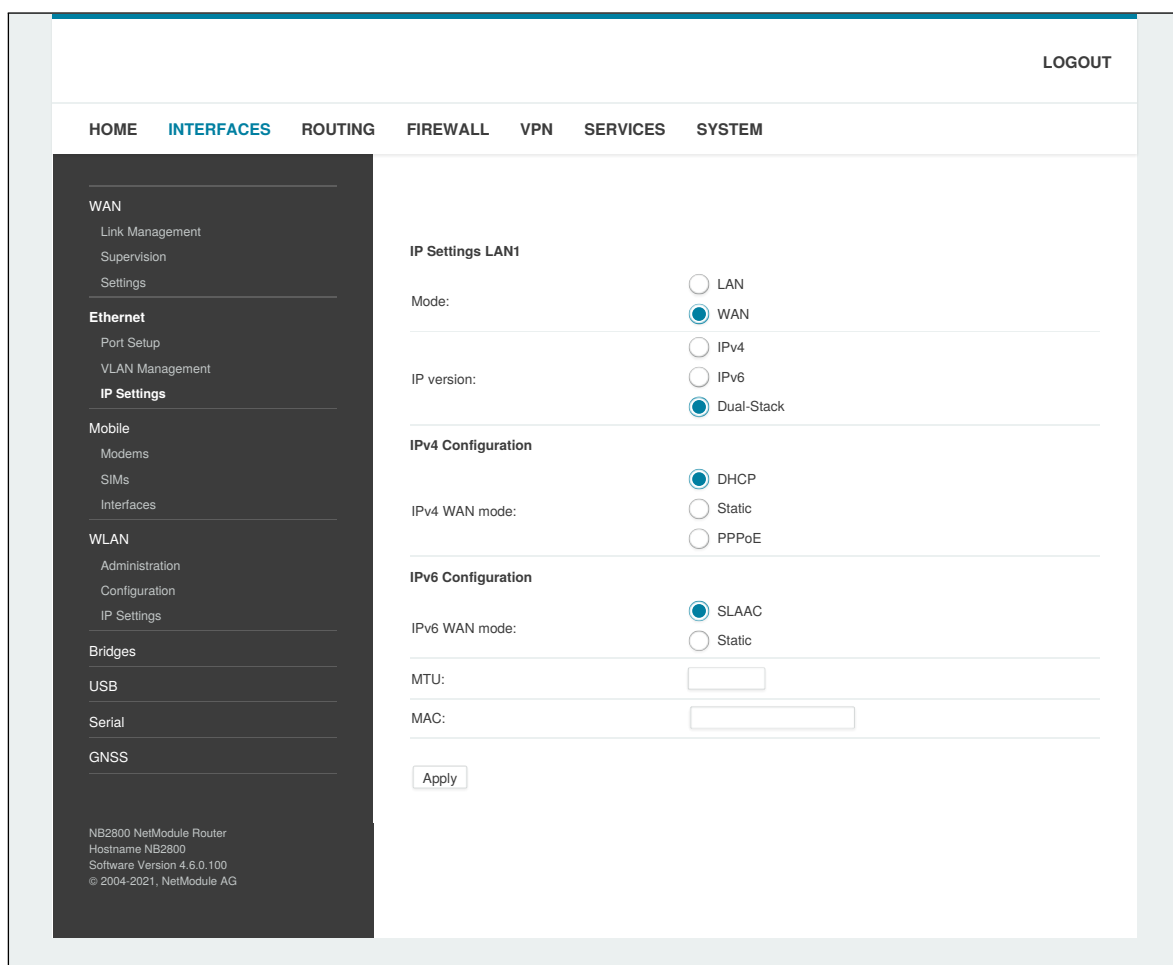 LOGOUT
HOME INTERFACES ROUTING FIREWALL VPN SERVICES SYSTEM
WAN
Link Management
Supervision
Settings
Ethernet
Port Setup
VLAN Management
IP Settings
Mobile
Modems
SIMs
Interfaces
WLAN
Administration
Configuration
IP Settings
Bridges
USB
Serial
GNSS
NB2800 NetModule Router
Hostname NB2800
Software Version 4.6.0.100
© 2004-2021, NetModule AG
IP Settings LAN1
Mode:
LAN
WAN
IP version:
IPv4
IPv6
Dual-Stack
IPv4 Configuration
IPv4 WAN mode:
DHCP
Static
PPPoE
IPv6 Configuration
IPv6 WAN mode:
SLAAC
Static
MTU:
MAC:
Apply